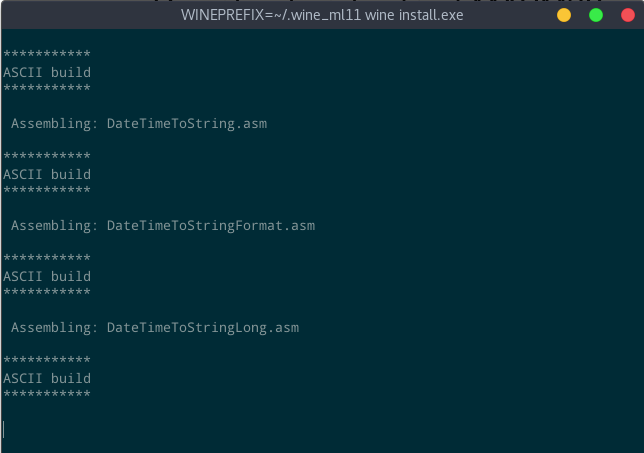 WINEPREFIX=~/.wine_ml11 wine install.exe
***********
ASCII build
***********
Assembling: DateTimeToString.asm
***********
ASCII build
***********
Assembling: DateTimeToStringFormat.asm
***********
ASCII build
***********
Assembling: DateTimeToStringLong.asm
***********
ASCII build
***********